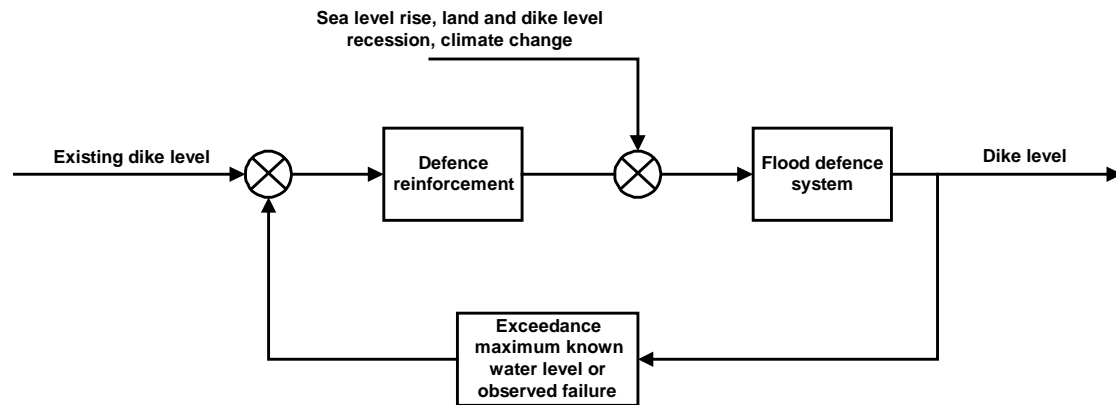 Sea level rise, land and dike level
recession, climate change
Existing dike level
Defence
reinforcement
Flood defence
system
Dike level
Exceedance
maximum known
water level or
observed failure